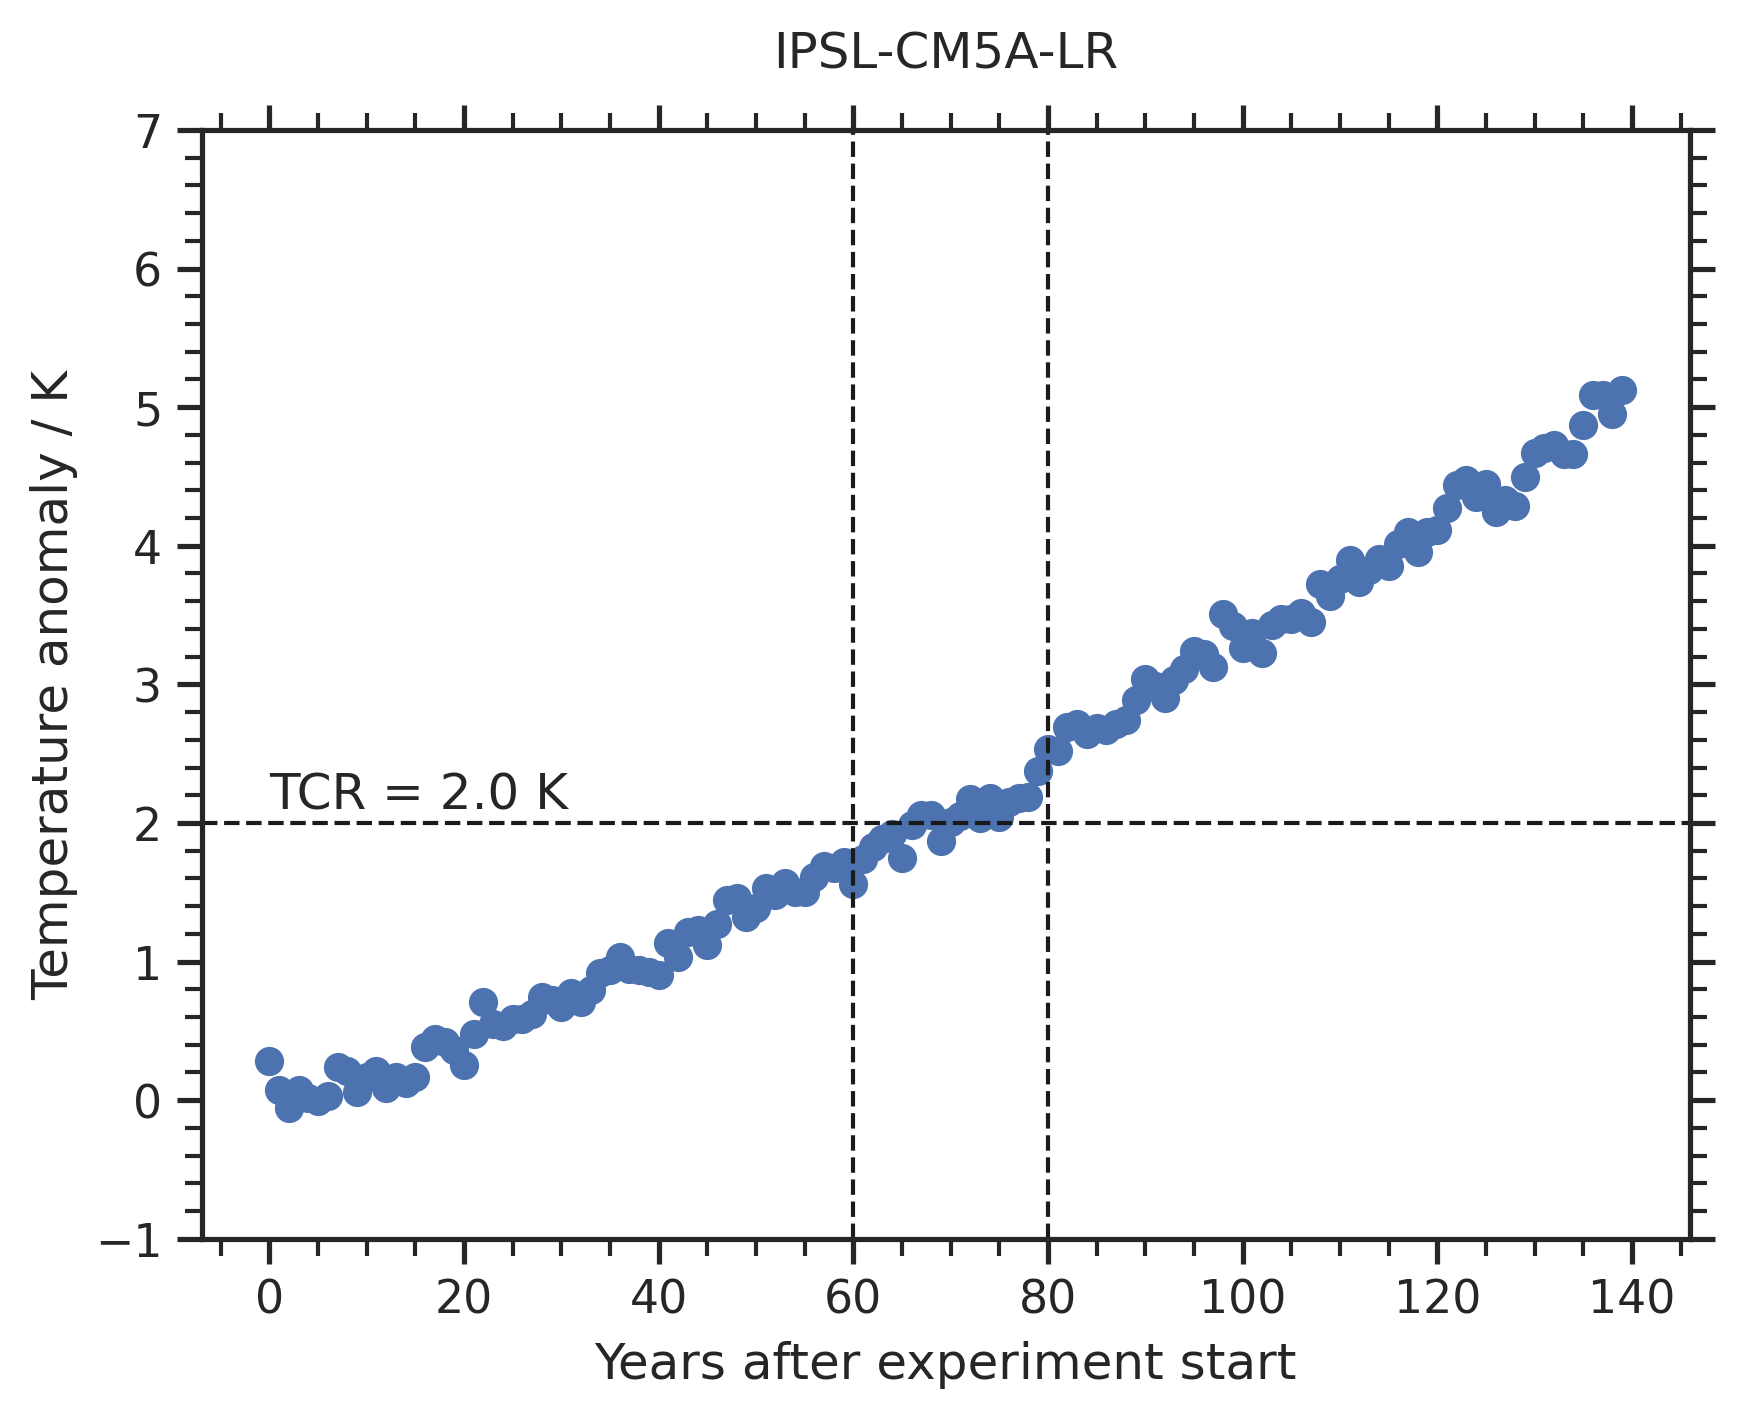 IPSL-CM5A-LR
7
6
5
4
3
2
1
0
−1
Temperature anomaly / K
TCR = 2.0 K
0 20 40 60 80 100 120 140
Years after experiment start